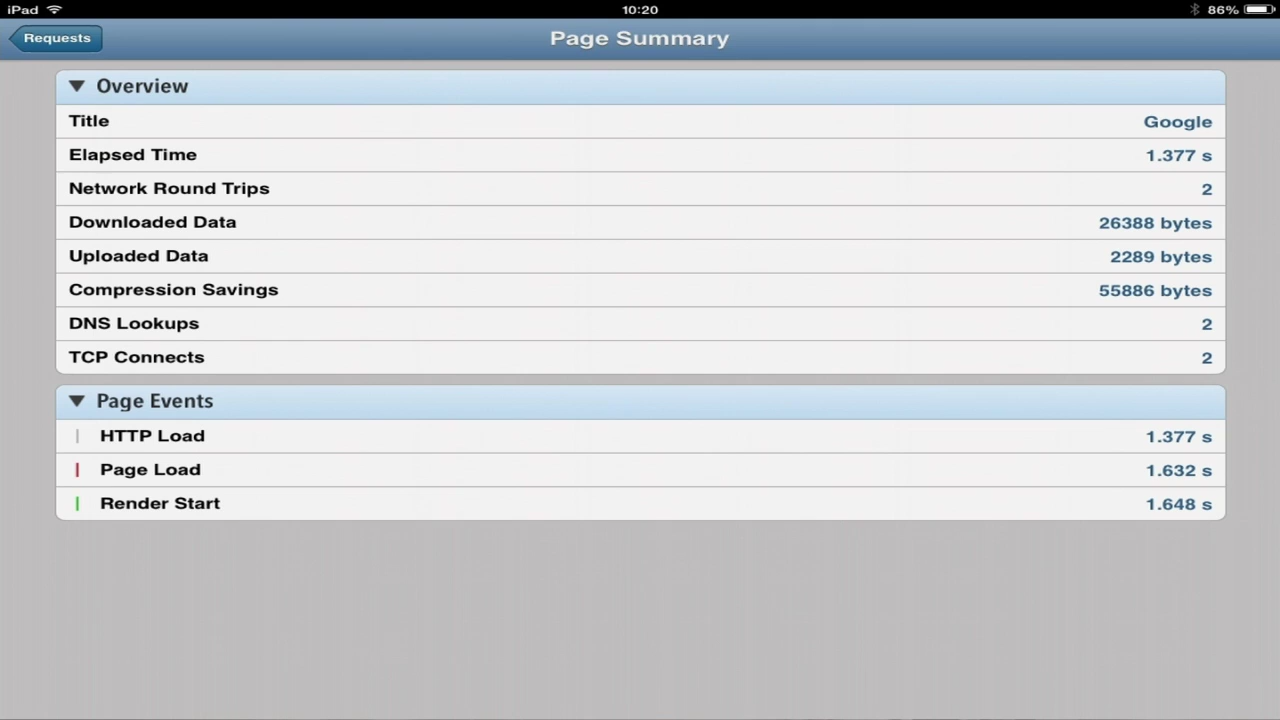 iPad 10:20 86%
Requests Page Summary
Overview
Title Google
Elapsed Time 1.377 s
Network Round Trips 2
Downloaded Data 26388 bytes
Uploaded Data 2289 bytes
Compression Savings 55886 bytes
DNS Lookups 2
TCP Connects 2
Page Events
HTTP Load 1.377 s
Page Load 1.632 s
Render Start 1.648 s